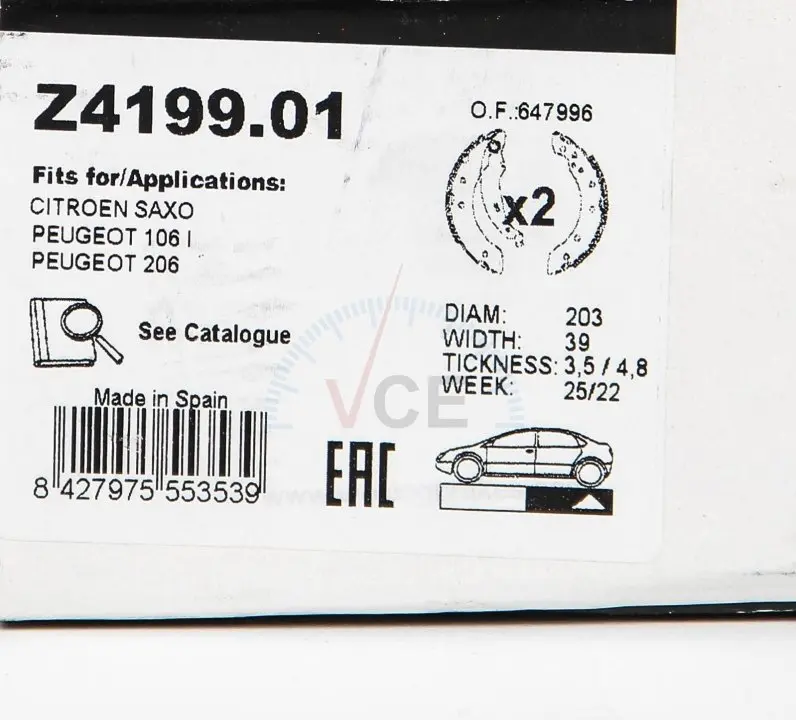 Z4199.01
Fits for/Applications:
CITROEN SAXO
PEUGEOT 106 I
PEUGEOT 206
See Catalogue
Made in Spain
8 427975 553539
O.F.:647996
x2
DIAM: 203
WIDTH: 39
TICKNESS: 3,5 / 4,8
WEEK: 25/22
EAC
VCE